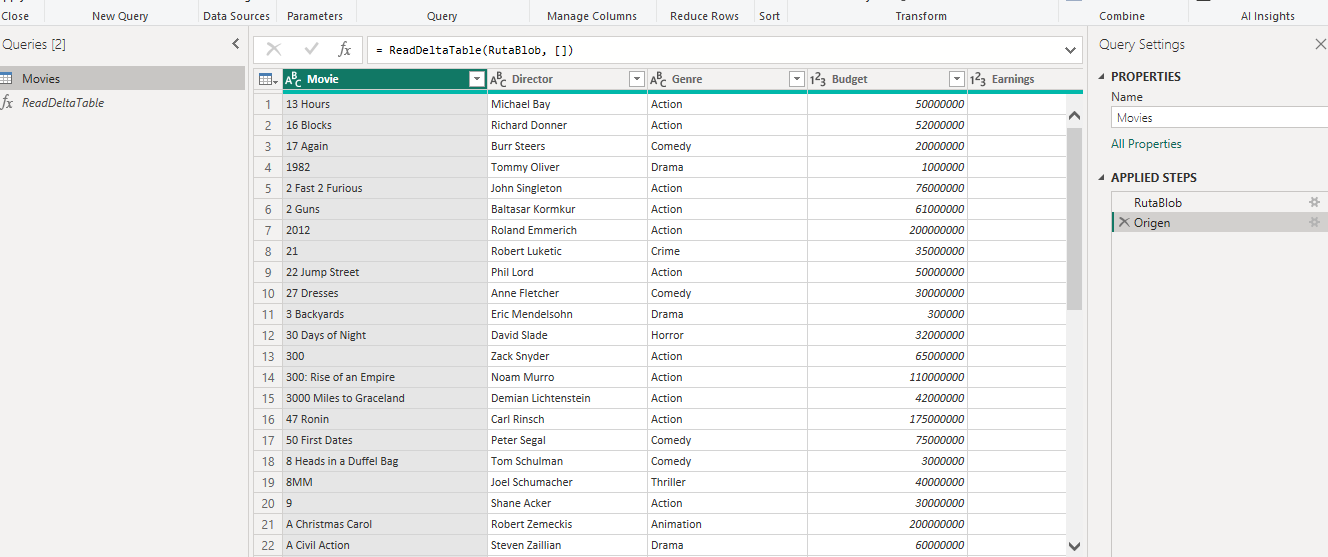 Close New Query Data Sources Parameters Query Manage Columns Reduce Rows Sort Transform Combine AI Insights
Queries [2]
Movies
fx ReadDeltaTable
fx = ReadDeltaTable(RutaBlob, [])
ABC Movie ABC Director ABC Genre 123 Budget 123 Earnings
1 13 Hours Michael Bay Action 50000000
2 16 Blocks Richard Donner Action 52000000
3 17 Again Burr Steers Comedy 20000000
4 1982 Tommy Oliver Drama 1000000
5 2 Fast 2 Furious John Singleton Action 76000000
6 2 Guns Baltasar Kormkur Action 61000000
7 2012 Roland Emmerich Action 200000000
8 21 Robert Luketic Crime 35000000
9 22 Jump Street Phil Lord Action 50000000
10 27 Dresses Anne Fletcher Comedy 30000000
11 3 Backyards Eric Mendelsohn Drama 300000
12 30 Days of Night David Slade Horror 32000000
13 300 Zack Snyder Action 65000000
14 300: Rise of an Empire Noam Murro Action 110000000
15 3000 Miles to Graceland Demian Lichtenstein Action 42000000
16 47 Ronin Carl Rinsch Action 175000000
17 50 First Dates Peter Segal Comedy 75000000
18 8 Heads in a Duffel Bag Tom Schulman Comedy 3000000
19 8MM Joel Schumacher Thriller 40000000
20 9 Shane Acker Action 30000000
21 A Christmas Carol Robert Zemeckis Animation 200000000
22 A Civil Action Steven Zaillian Drama 60000000
Query Settings
PROPERTIES
Name
Movies
All Properties
APPLIED STEPS
RutaBlob
Origen